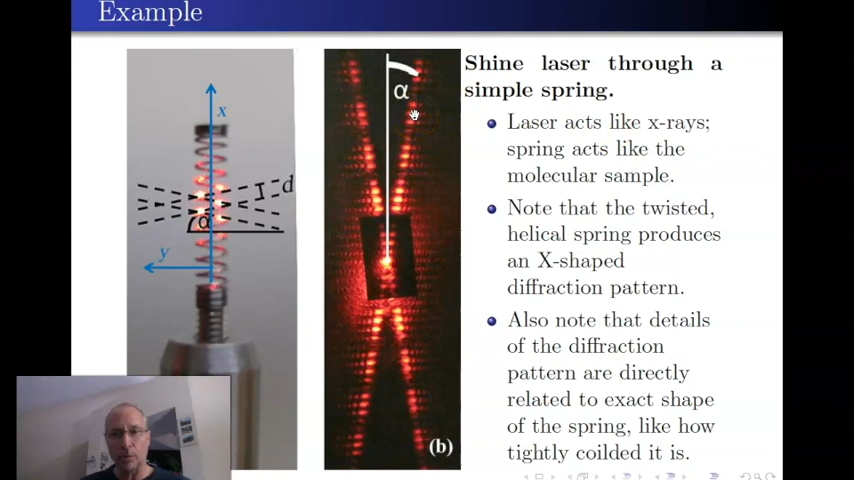 Example
x
d
α
y
α
(b)
Shine laser through a
simple spring.
Laser acts like x-rays;
spring acts like the
molecular sample.
Note that the twisted,
helical spring produces
an X-shaped
diffraction pattern.
Also note that details
of the diffraction
pattern are directly
related to exact shape
of the spring, like how
tightly coilded it is.